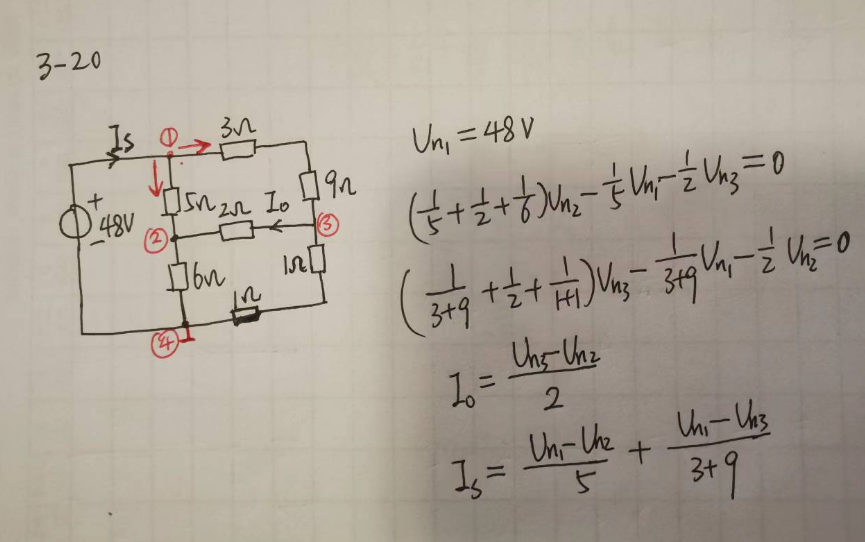 3-20
Is ① 3Ω
5Ω 2Ω I₀ 9Ω
+
48V
−
② ③
6Ω 1Ω
1Ω
④
Un₁ = 48V
(1/5 + 1/2 + 1/6)Un₂ − 1/5 Un₁ − 1/2 Un₃ = 0
(1/(3+9) + 1/2 + 1/(1+1))Un₃ − 1/(3+9) Un₁ − 1/2 Un₂ = 0
I₀ = (Un₃ − Un₂)/2
Is = (Un₁ − Un₂)/5 + (Un₁ − Un₃)/(3+9)